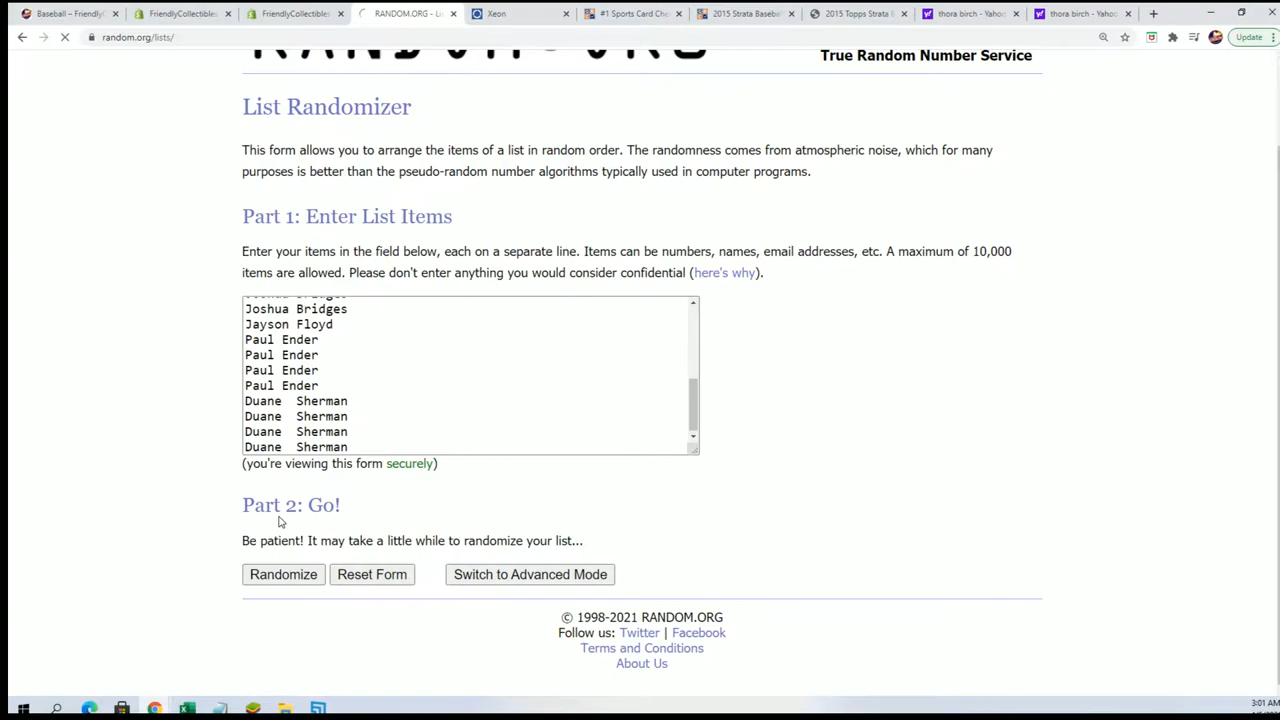 Baseball – FriendlyC
FriendlyCollectibles
FriendlyCollectibles
RANDOM.ORG - Li
Xeon
#1 Sports Card Che
2015 Strata Baseball
2015 Topps Strata B
thora birch - Yahoo
thora birch - Yahoo
random.org/lists/
Update
RANDOM.ORG
True Random Number Service
List Randomizer
This form allows you to arrange the items of a list in random order. The randomness comes from atmospheric noise, which for many
purposes is better than the pseudo-random number algorithms typically used in computer programs.
Part 1: Enter List Items
Enter your items in the field below, each on a separate line. Items can be numbers, names, email addresses, etc. A maximum of 10,000
items are allowed. Please don't enter anything you would consider confidential (here's why).
Joshua Bridges
Joshua Bridges
Jayson Floyd
Paul Ender
Paul Ender
Paul Ender
Paul Ender
Duane  Sherman
Duane  Sherman
Duane  Sherman
Duane  Sherman
(you're viewing this form securely)
Part 2: Go!
Be patient! It may take a little while to randomize your list...
Randomize
Reset Form
Switch to Advanced Mode
© 1998-2021 RANDOM.ORG
Follow us: Twitter | Facebook
Terms and Conditions
About Us
3:01 AM